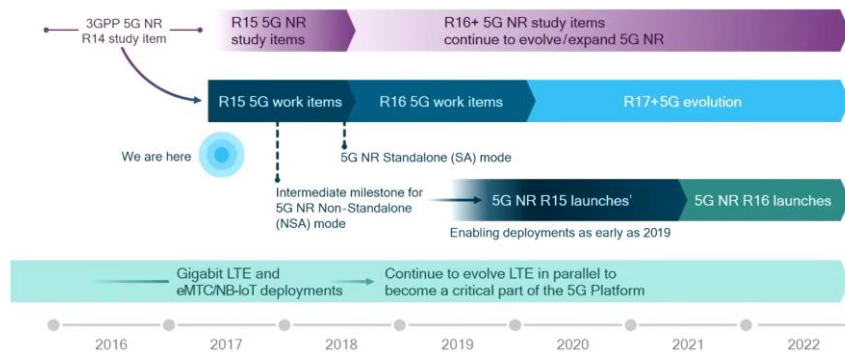 3GPP 5G NR
R14 study item
R15 5G NR
study items
R16+ 5G NR study items
continue to evolve/expand 5G NR
R15 5G work items
R16 5G work items
R17+5G evolution
We are here
5G NR Standalone (SA) mode
Intermediate milestone for
5G NR Non-Standalone
(NSA) mode
5G NR R15 launches¹
5G NR R16 launches
Enabling deployments as early as 2019
Gigabit LTE and
eMTC/NB-IoT deployments
Continue to evolve LTE in parallel to
become a critical part of the 5G Platform
2016
2017
2018
2019
2020
2021
2022